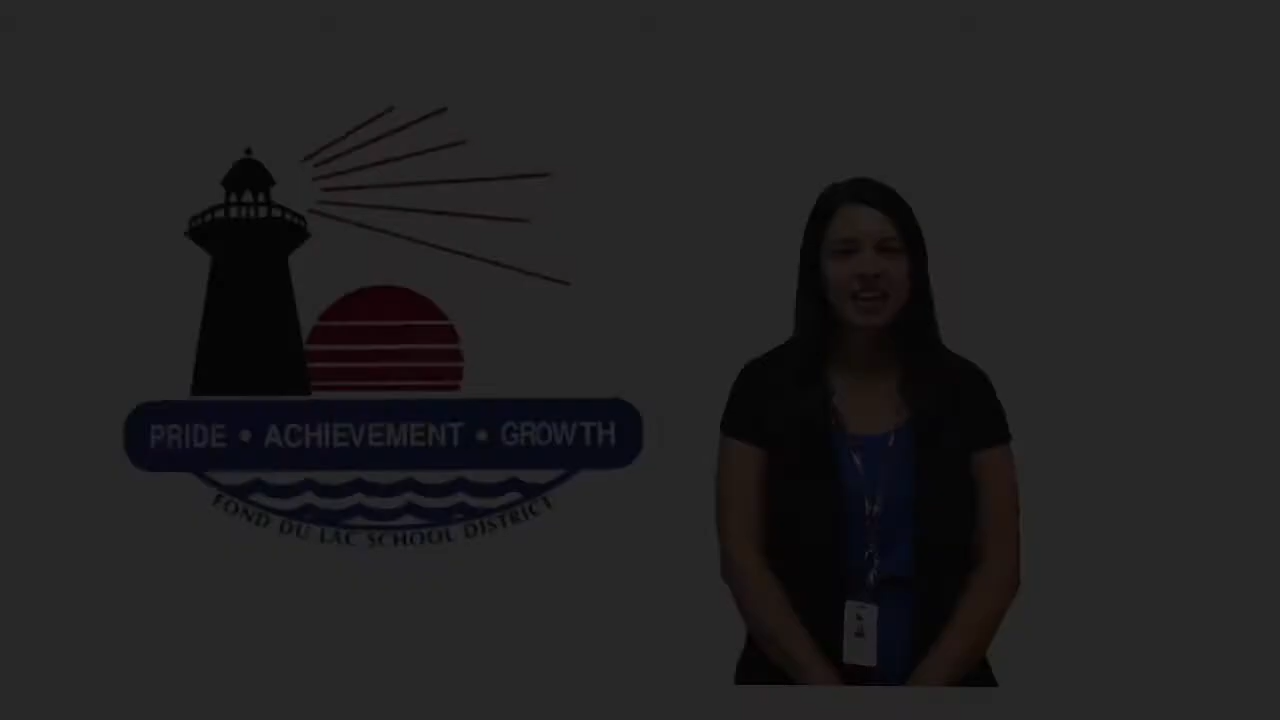 PRIDE • ACHIEVEMENT • GROWTH
FOND DU LAC SCHOOL DISTRICT